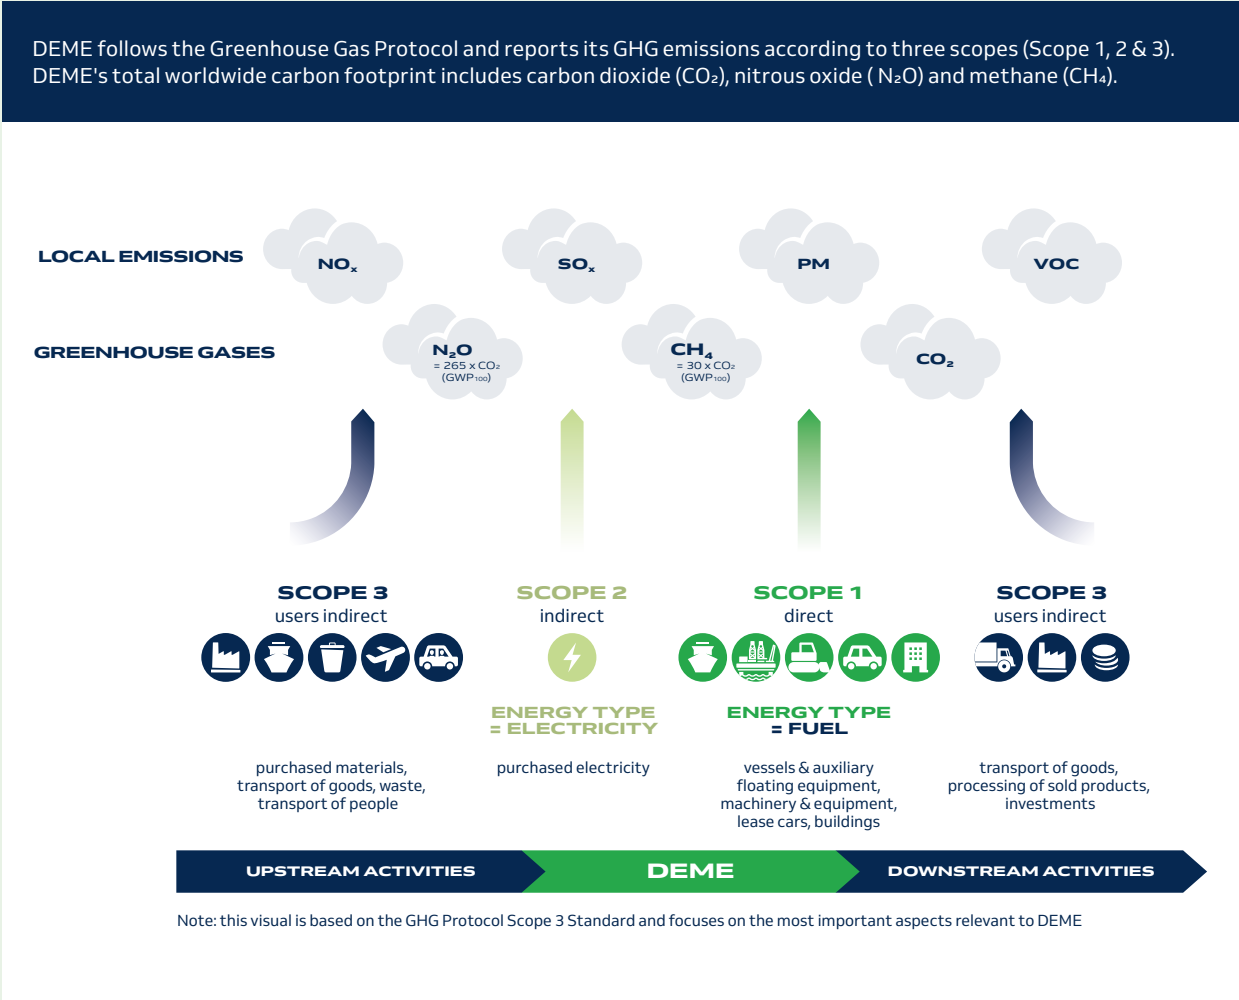 DEME follows the Greenhouse Gas Protocol and reports its GHG emissions according to three scopes (Scope 1, 2 & 3).
DEME's total worldwide carbon footprint includes carbon dioxide (CO₂), nitrous oxide ( N₂O) and methane (CH₄).
LOCAL EMISSIONS
NOₓ
SOₓ
PM
VOC
GREENHOUSE GASES
N₂O
= 265 x CO₂
(GWP₁₀₀)
CH₄
= 30 x CO₂
(GWP₁₀₀)
CO₂
SCOPE 3
users indirect
purchased materials,
transport of goods, waste,
transport of people
SCOPE 2
indirect
ENERGY TYPE
= ELECTRICITY
purchased electricity
SCOPE 1
direct
ENERGY TYPE
= FUEL
vessels & auxiliary
floating equipment,
machinery & equipment,
lease cars, buildings
SCOPE 3
users indirect
transport of goods,
processing of sold products,
investments
UPSTREAM ACTIVITIES
DEME
DOWNSTREAM ACTIVITIES
Note: this visual is based on the GHG Protocol Scope 3 Standard and focuses on the most important aspects relevant to DEME